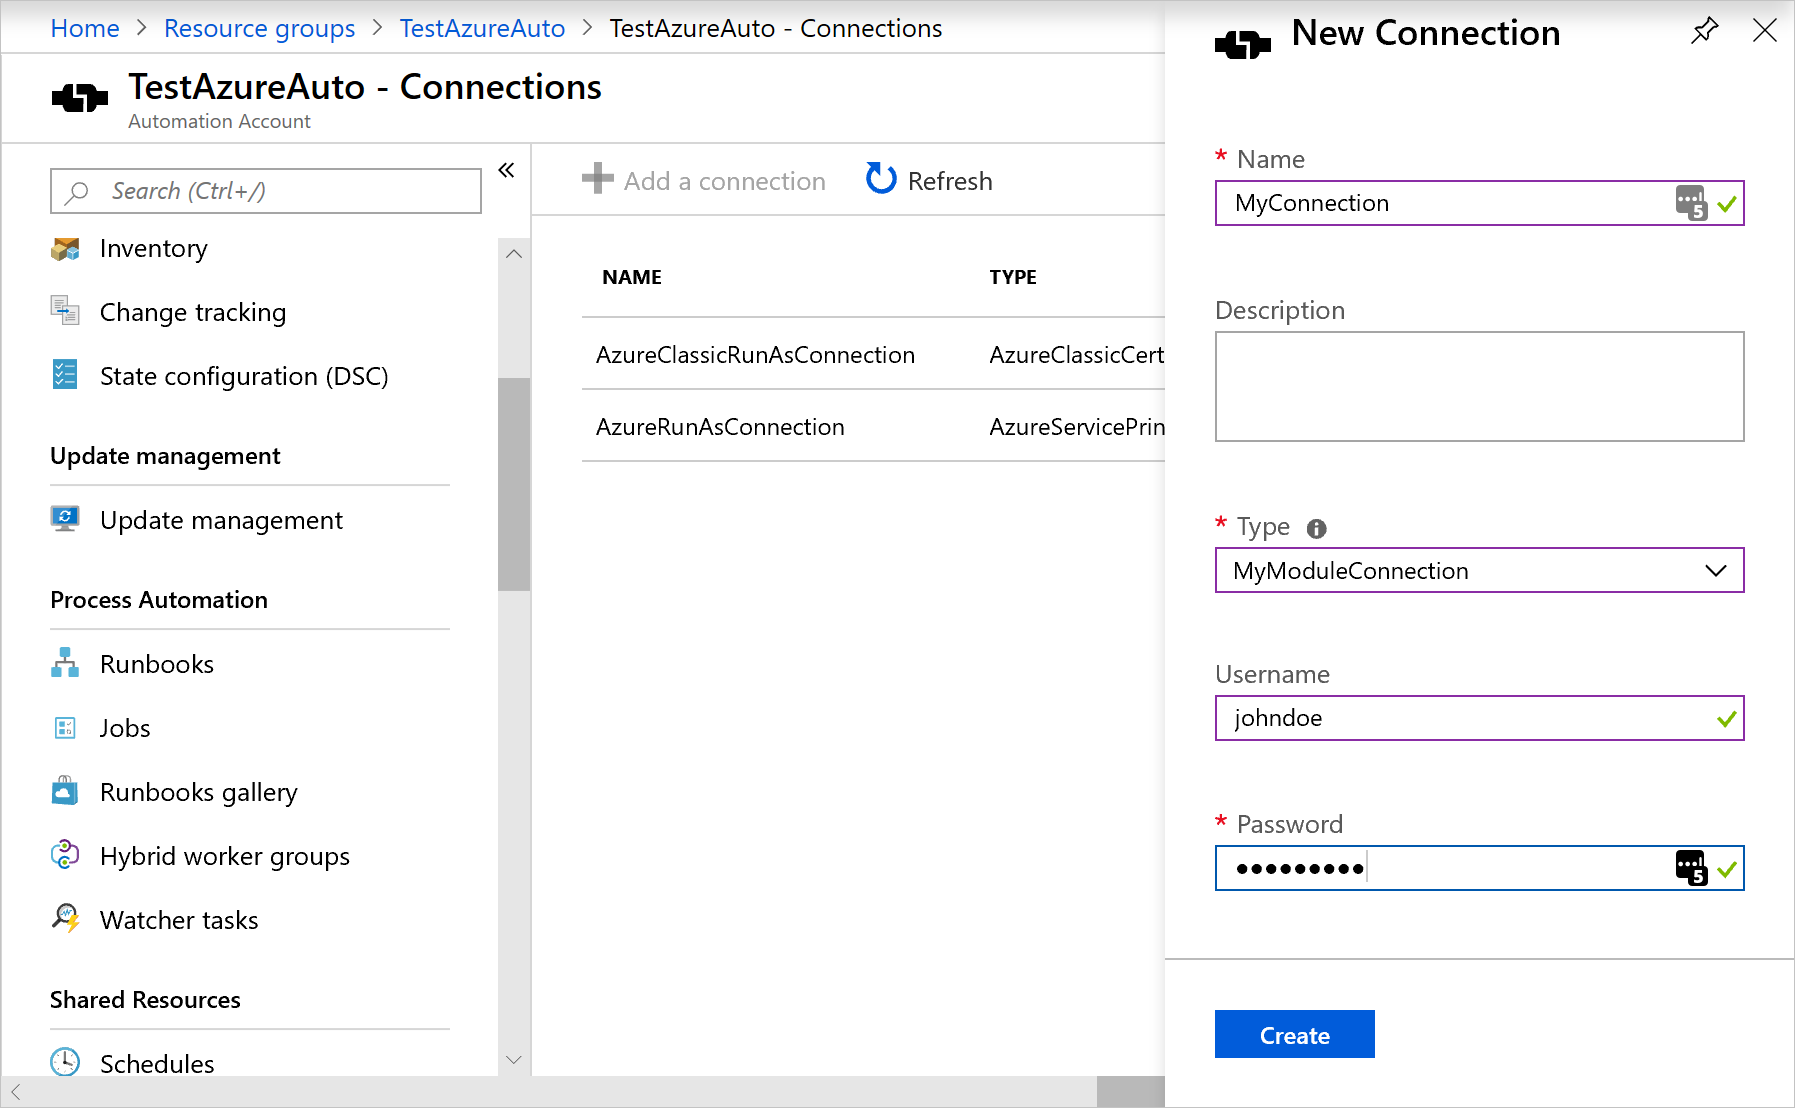 Home > Resource groups > TestAzureAuto > TestAzureAuto - Connections
TestAzureAuto - Connections
Automation Account
Search (Ctrl+/)
Inventory
Change tracking
State configuration (DSC)
Update management
Update management
Process Automation
Runbooks
Jobs
Runbooks gallery
Hybrid worker groups
Watcher tasks
Shared Resources
Schedules
Add a connection
Refresh
NAME TYPE
AzureClassicRunAsConnection AzureClassicCert
AzureRunAsConnection AzureServicePrin
New Connection
* Name
MyConnection 5
Description
* Type
MyModuleConnection
Username
johndoe
* Password
●●●●●●●●● 5
Create